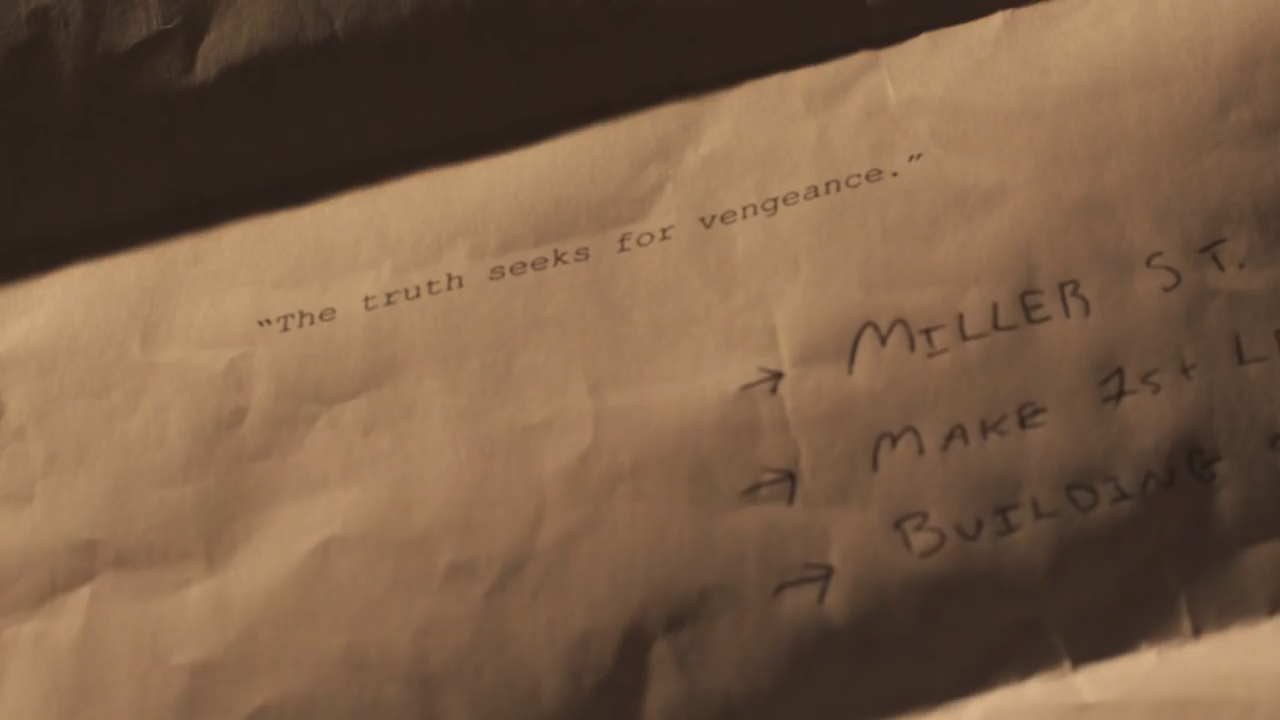 "The truth seeks for vengeance."
→ MILLER ST.
→ MAKE 1st
→ BUILDING